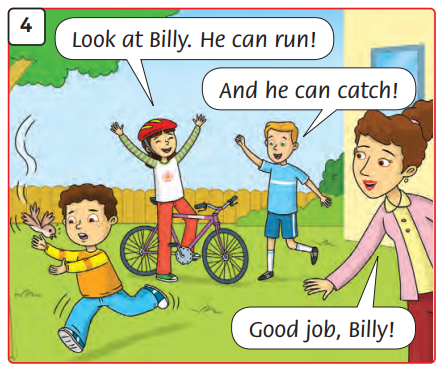 4
Look at Billy. He can run!
And he can catch!
Good job, Billy!